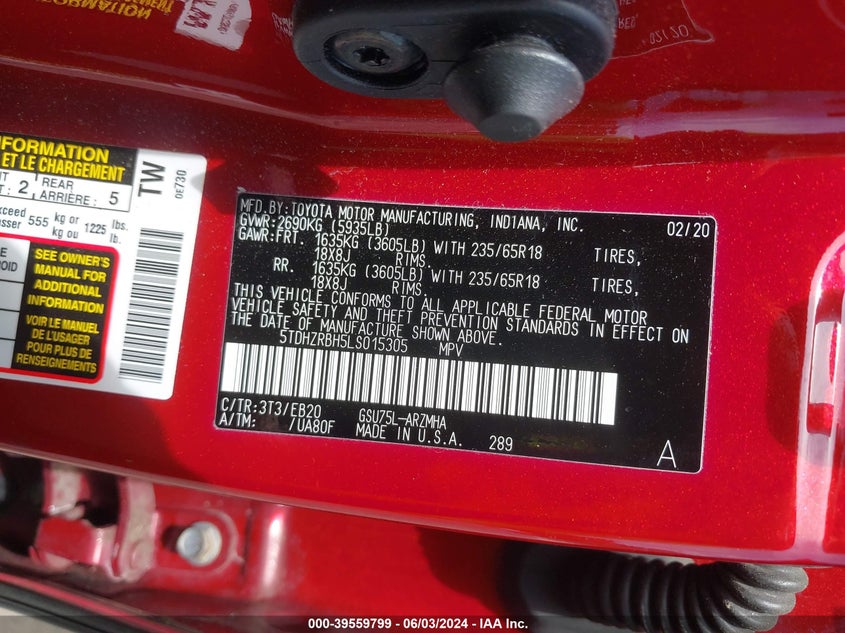 02/20
INFORMATION
ET LE CHARGEMENT
2
REAR
ARRIÈRE : 5
TW
0E730
555 kg or 1225 lbs.
kg ou lb.
SEE OWNER'S
MANUAL FOR
ADDITIONAL
INFORMATION
VOIR LE MANUEL
DE L'USAGER
POUR PLUS DE
RENSEIGNEMENTS
MFD.BY:TOYOTA MOTOR MANUFACTURING, INDIANA, INC. 02/20
GVWR:2690KG (5935LB)
GAWR:FRT. 1635KG (3605LB) WITH 235/65R18 TIRES,
18X8J RIMS.
RR. 1635KG (3605LB) WITH 235/65R18 TIRES,
18X8J RIMS.
THIS VEHICLE CONFORMS TO ALL APPLICABLE FEDERAL MOTOR
VEHICLE SAFETY AND THEFT PREVENTION STANDARDS IN EFFECT ON
THE DATE OF MANUFACTURE SHOWN ABOVE.
5TDHZRBH5LS015305 MPV
C/TR:3T3/EB20 GSU75L-ARZMHA
A/TM: /UA80F MADE IN U.S.A. 289
A
000-39559799 - 06/03/2024 - IAA Inc.